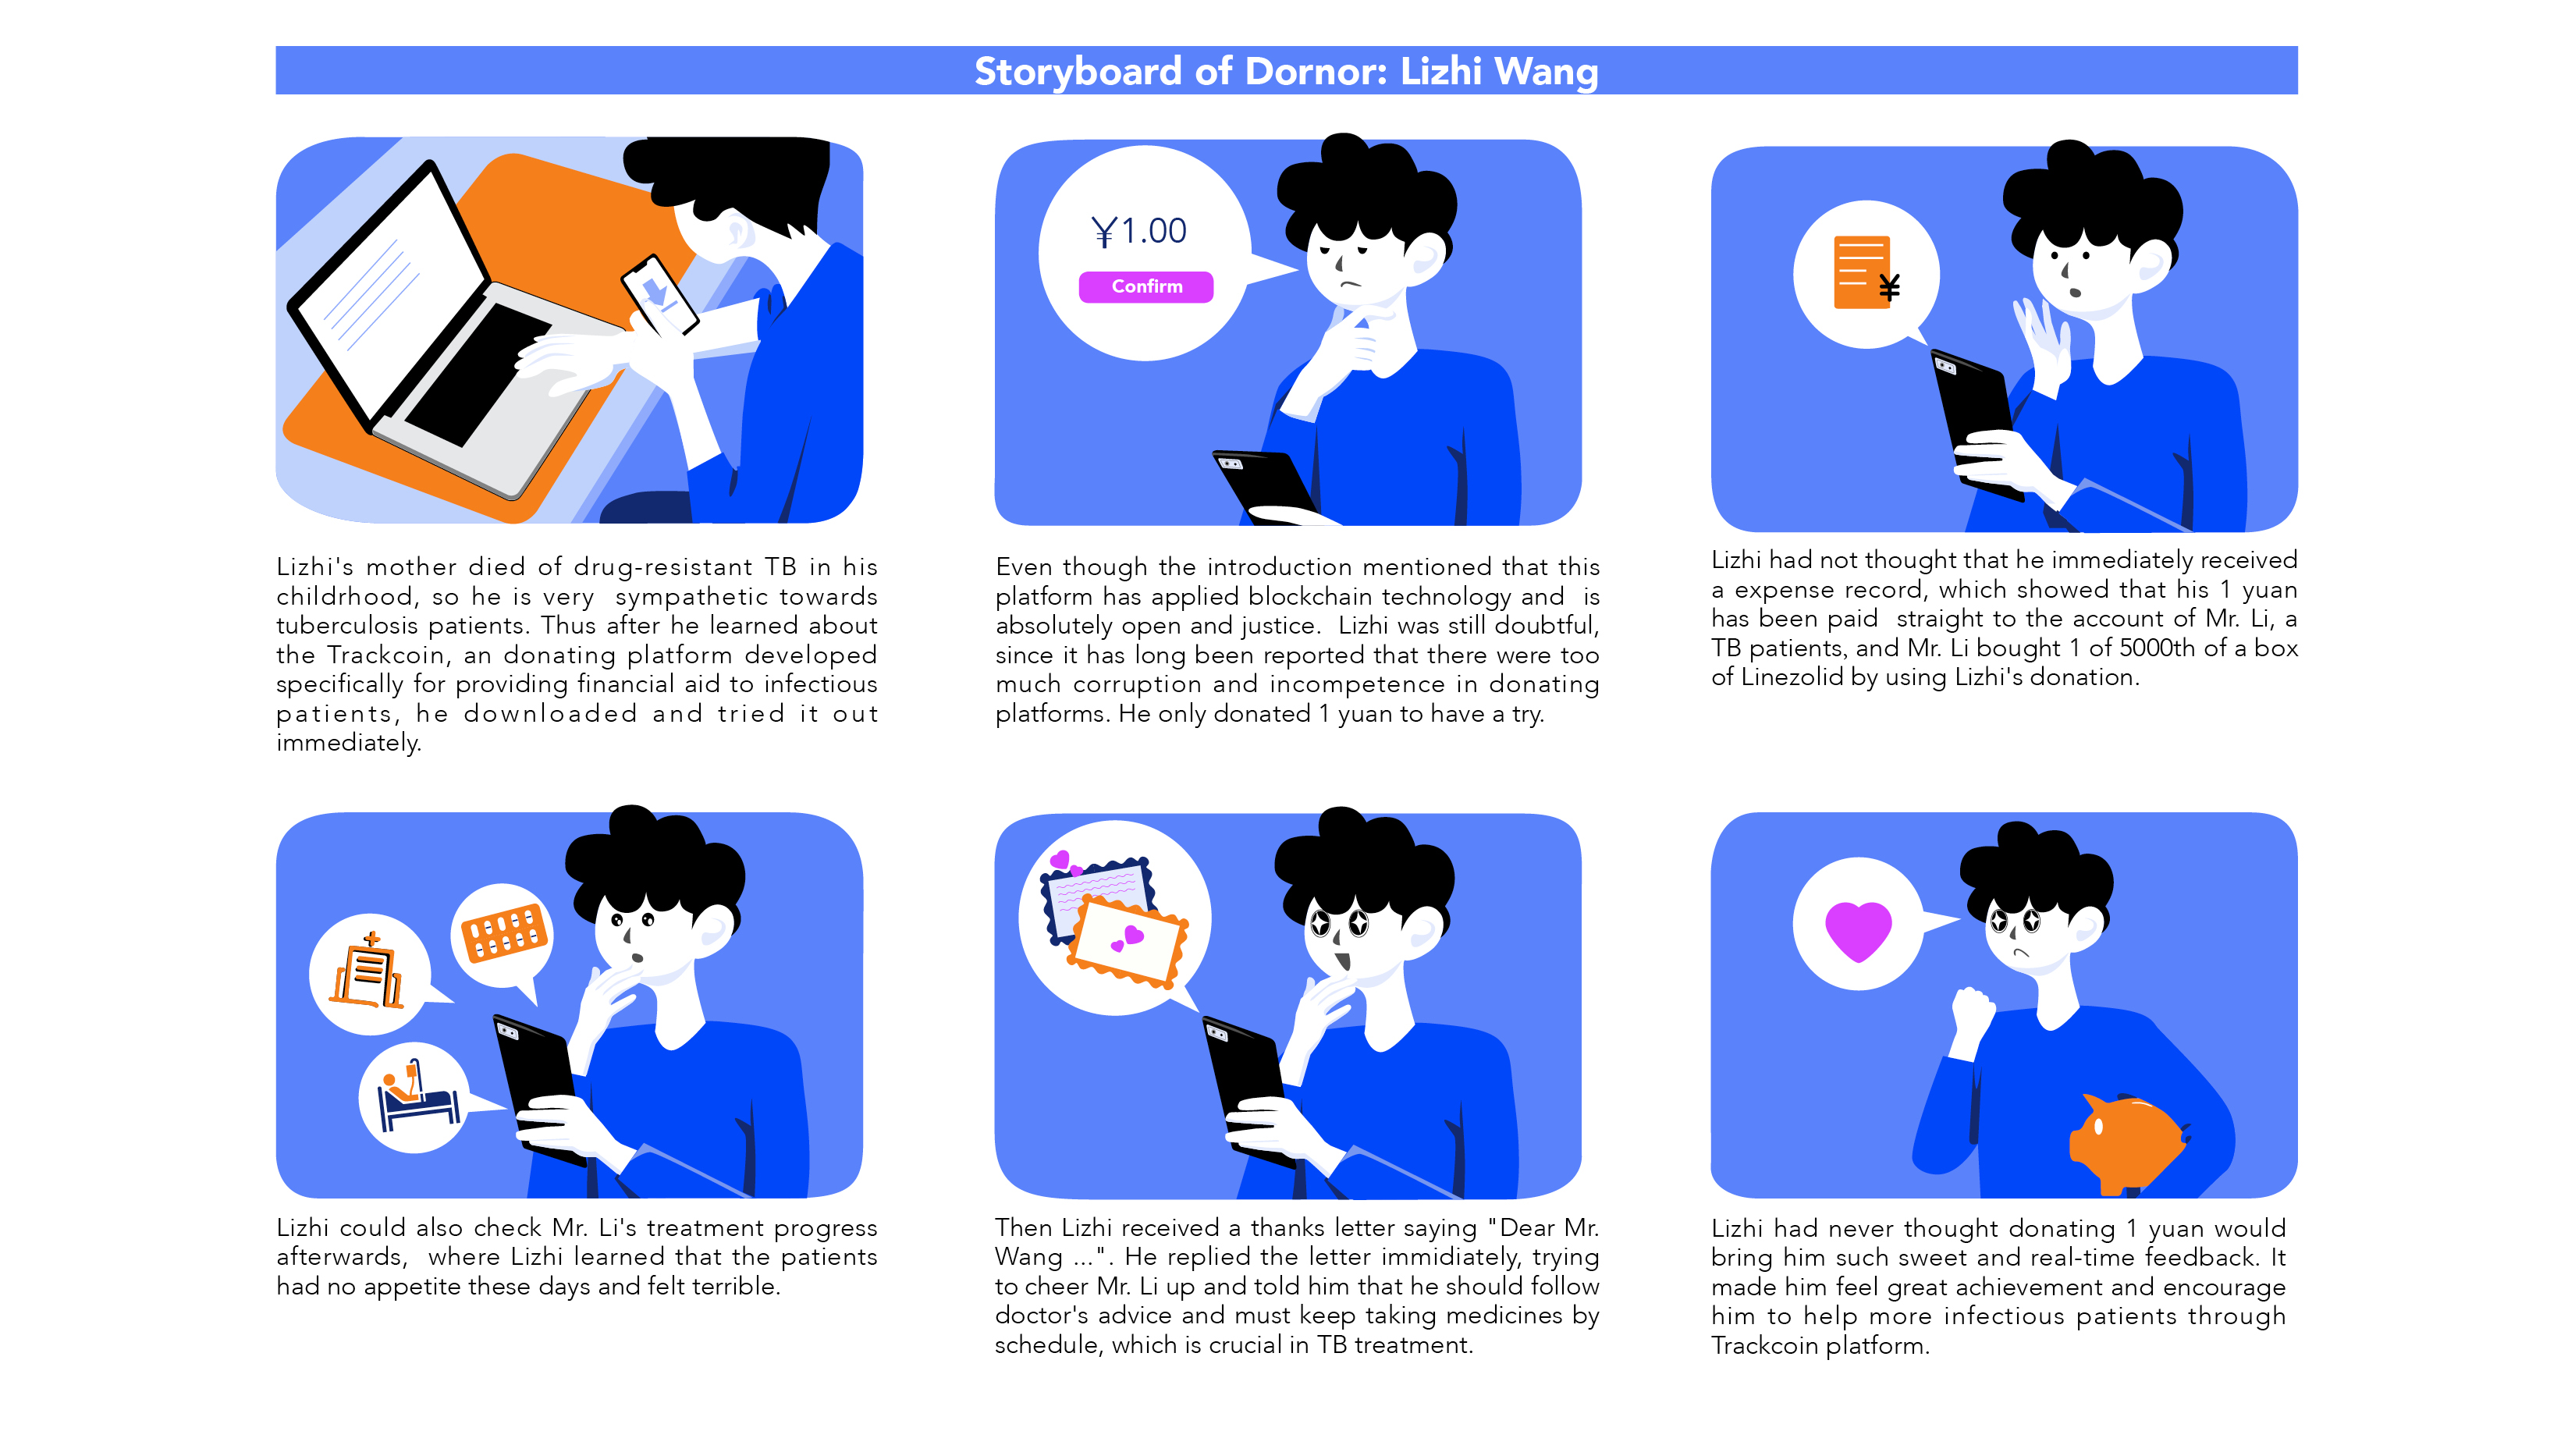 Storyboard of Dornor: Lizhi Wang
¥1.00
Confirm
¥
Lizhi's mother died of drug-resistant TB in his
childrhood, so he is very sympathetic towards
tuberculosis patients. Thus after he learned about
the Trackcoin, an donating platform developed
specifically for providing financial aid to infectious
patients, he downloaded and tried it out
immediately.
Even though the introduction mentioned that this
platform has applied blockchain technology and is
absolutely open and justice. Lizhi was still doubtful,
since it has long been reported that there were too
much corruption and incompetence in donating
platforms. He only donated 1 yuan to have a try.
Lizhi had not thought that he immediately received
a expense record, which showed that his 1 yuan
has been paid straight to the account of Mr. Li, a
TB patients, and Mr. Li bought 1 of 5000th of a box
of Linezolid by using Lizhi's donation.
Lizhi could also check Mr. Li's treatment progress
afterwards, where Lizhi learned that the patients
had no appetite these days and felt terrible.
Then Lizhi received a thanks letter saying "Dear Mr.
Wang ...". He replied the letter immidiately, trying
to cheer Mr. Li up and told him that he should follow
doctor's advice and must keep taking medicines by
schedule, which is crucial in TB treatment.
Lizhi had never thought donating 1 yuan would
bring him such sweet and real-time feedback. It
made him feel great achievement and encourage
him to help more infectious patients through
Trackcoin platform.